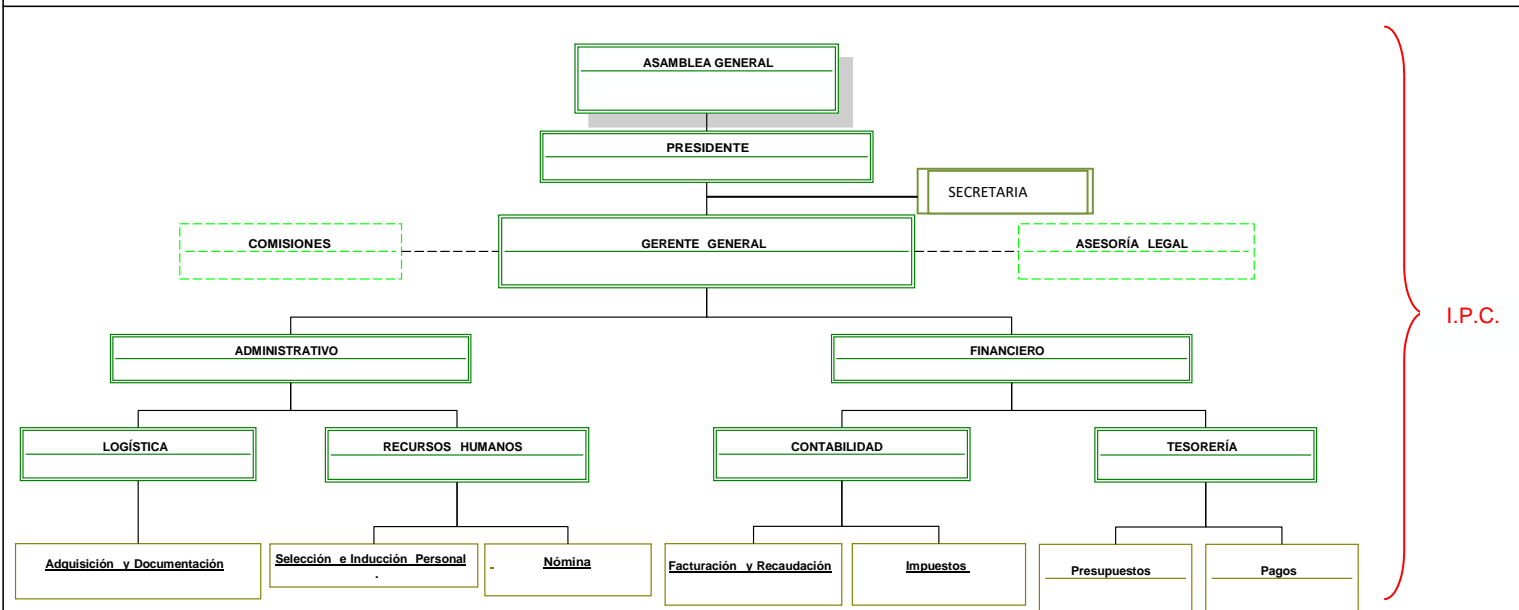 ASAMBLEA GENERAL
PRESIDENTE
SECRETARIA
COMISIONES
GERENTE GENERAL
ASESORÍA LEGAL
I.P.C.
ADMINISTRATIVO
FINANCIERO
LOGÍSTICA
RECURSOS HUMANOS
CONTABILIDAD
TESORERÍA
Adquisición y Documentación
Selección e Inducción Personal
.
Nómina
Facturación y Recaudación
Impuestos
Presupuestos
Pagos